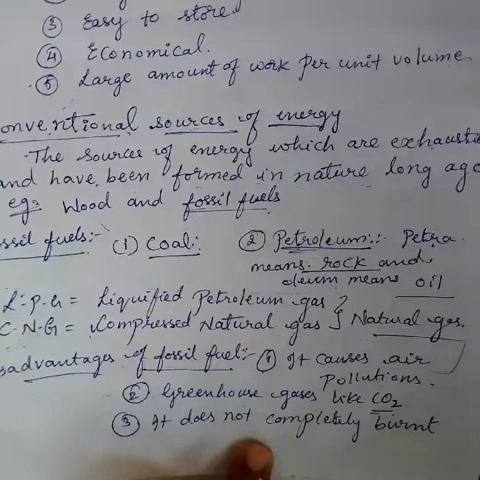 ③ Easy to store
④ Economical.
⑤ Large amount of work per unit volume.
onventional sources of energy
The sources of energy which are exhausti
and have been formed in nature long ago
eg: Wood and fossil fuels
ssil fuels:- (1) Coal: ② Petroleum:: Petra
means rock and
oleum means oil
L.P.G = Liquified Petroleum gas } Natural gas.
C-N-G = Compressed Natural gas
sadvantages of fossil fuel:- ① It causes air
pollutions.
② Greenhouse gases like CO2
③ It does not completely burnt